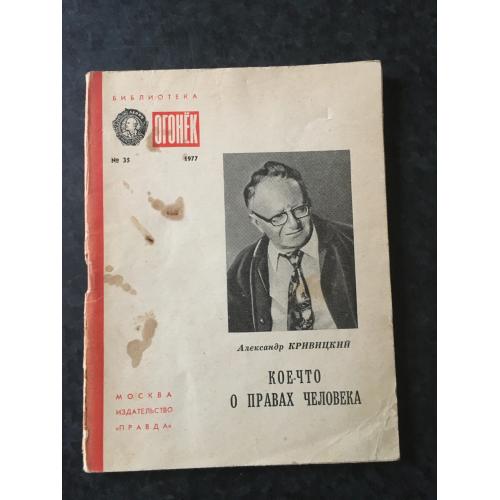 БИБЛИОТЕКА
ОГОНЁК
№ 35 1977
Александр КРИВИЦКИЙ
КОЕ-ЧТО
О ПРАВАХ ЧЕЛОВЕКА
МОСКВА
ИЗДАТЕЛЬСТВО
«ПРАВДА»